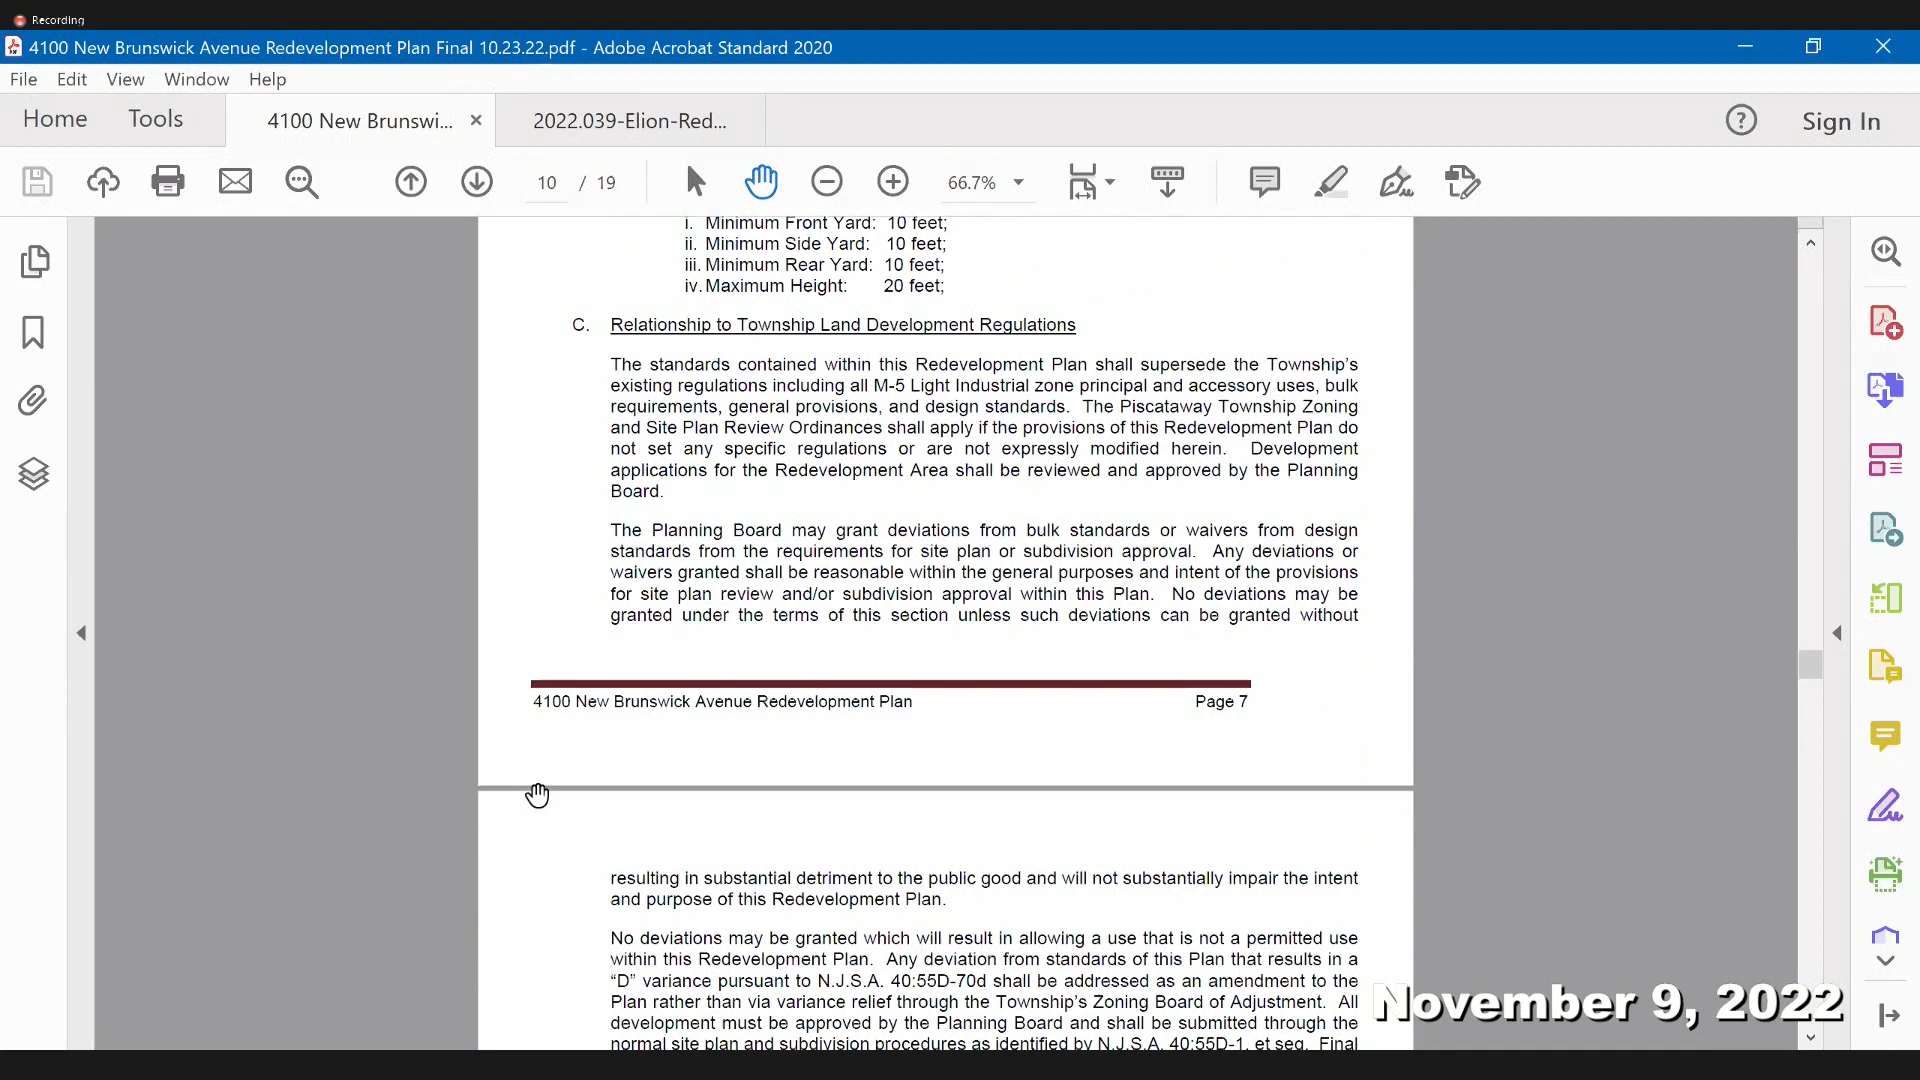 Recording
4100 New Brunswick Avenue Redevelopment Plan Final 10.23.22.pdf - Adobe Acrobat Standard 2020
File Edit View Window Help
Home Tools 4100 New Brunswi... × 2022.039-Elion-Red... Sign In
10 / 19 66.7%
i. Minimum Front Yard: 10 feet;
ii. Minimum Side Yard: 10 feet;
iii. Minimum Rear Yard: 10 feet;
iv. Maximum Height: 20 feet;
C. Relationship to Township Land Development Regulations
The standards contained within this Redevelopment Plan shall supersede the Township’s
existing regulations including all M-5 Light Industrial zone principal and accessory uses, bulk
requirements, general provisions, and design standards. The Piscataway Township Zoning
and Site Plan Review Ordinances shall apply if the provisions of this Redevelopment Plan do
not set any specific regulations or are not expressly modified herein. Development
applications for the Redevelopment Area shall be reviewed and approved by the Planning
Board.
The Planning Board may grant deviations from bulk standards or waivers from design
standards from the requirements for site plan or subdivision approval. Any deviations or
waivers granted shall be reasonable within the general purposes and intent of the provisions
for site plan review and/or subdivision approval within this Plan. No deviations may be
granted under the terms of this section unless such deviations can be granted without
4100 New Brunswick Avenue Redevelopment Plan Page 7
resulting in substantial detriment to the public good and will not substantially impair the intent
and purpose of this Redevelopment Plan.
No deviations may be granted which will result in allowing a use that is not a permitted use
within this Redevelopment Plan. Any deviation from standards of this Plan that results in a
“D” variance pursuant to N.J.S.A. 40:55D-70d shall be addressed as an amendment to the
Plan rather than via variance relief through the Township’s Zoning Board of Adjustment. All
development must be approved by the Planning Board and shall be submitted through the
normal site plan and subdivision procedures as identified by N.J.S.A. 40:55D-1, et seq. Final
November 9, 2022